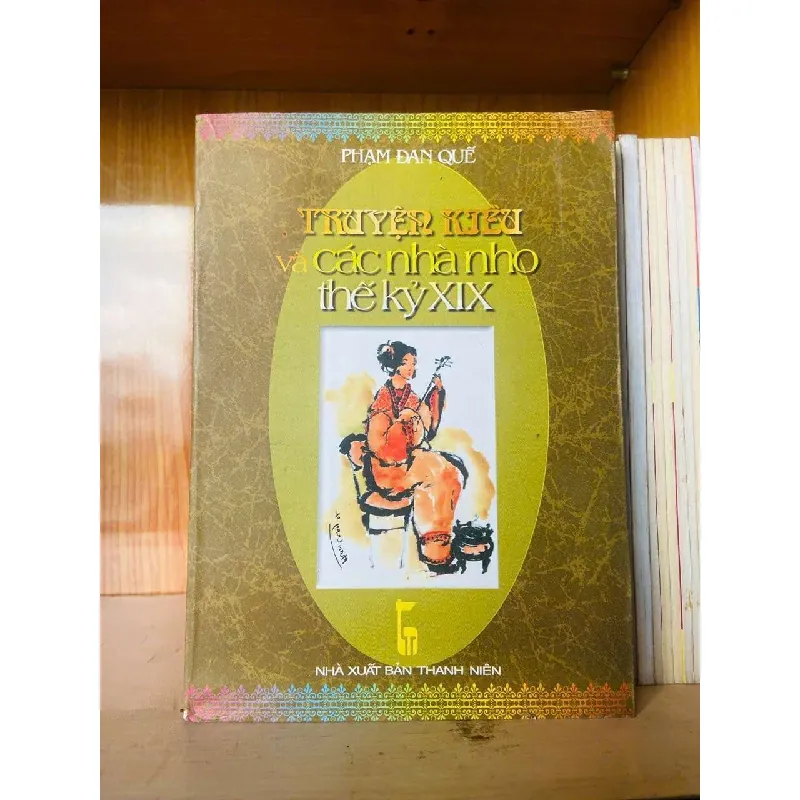 PHẠM ĐAN QUẾ
TRUYỆN KIỀU
và các nhà nho
thế kỷ XIX
NHÀ XUẤT BẢN THANH NIÊN